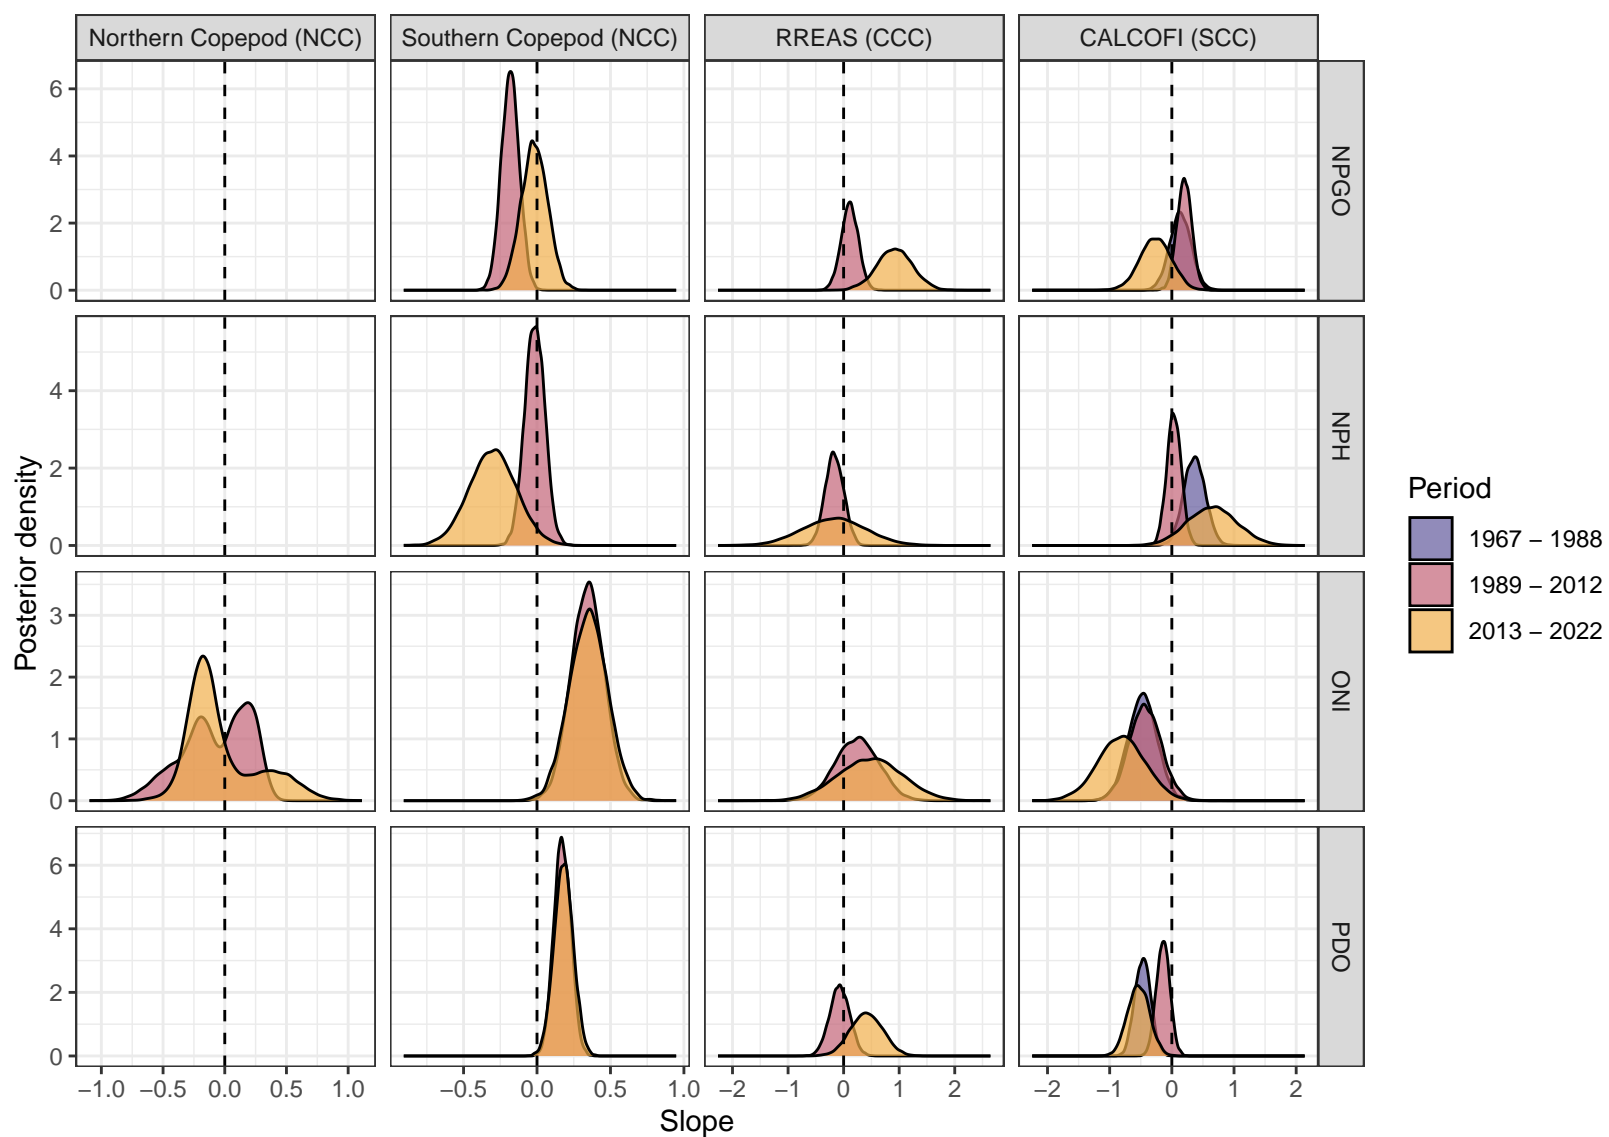 Northern Copepod (NCC) Southern Copepod (NCC) RREAS (CCC) CALCOFI (SCC)
6
4
2
0
NPGO
4
2
0
NPH
3
2
1
0
ONI
6
4
2
0
PDO
−1.0 −0.5 0.0 0.5 1.0 −0.5 0.0 0.5 1.0 −2 −1 0 1 2 −2 −1 0 1 2
Slope
Posterior density
Period
1967 − 1988
1989 − 2012
2013 − 2022